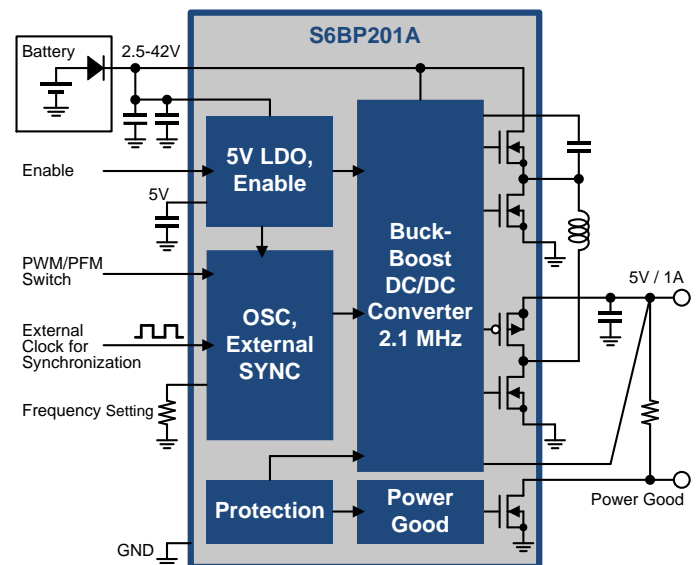 S6BP201A
Battery
2.5-42V
5V LDO,
Enable
Enable
5V
Buck-
Boost
DC/DC
Converter
2.1 MHz
PWM/PFM
Switch
OSC,
External
SYNC
5V / 1A
External
Clock for
Synchronization
Frequency Setting
Protection
Power
Good
Power Good
GND